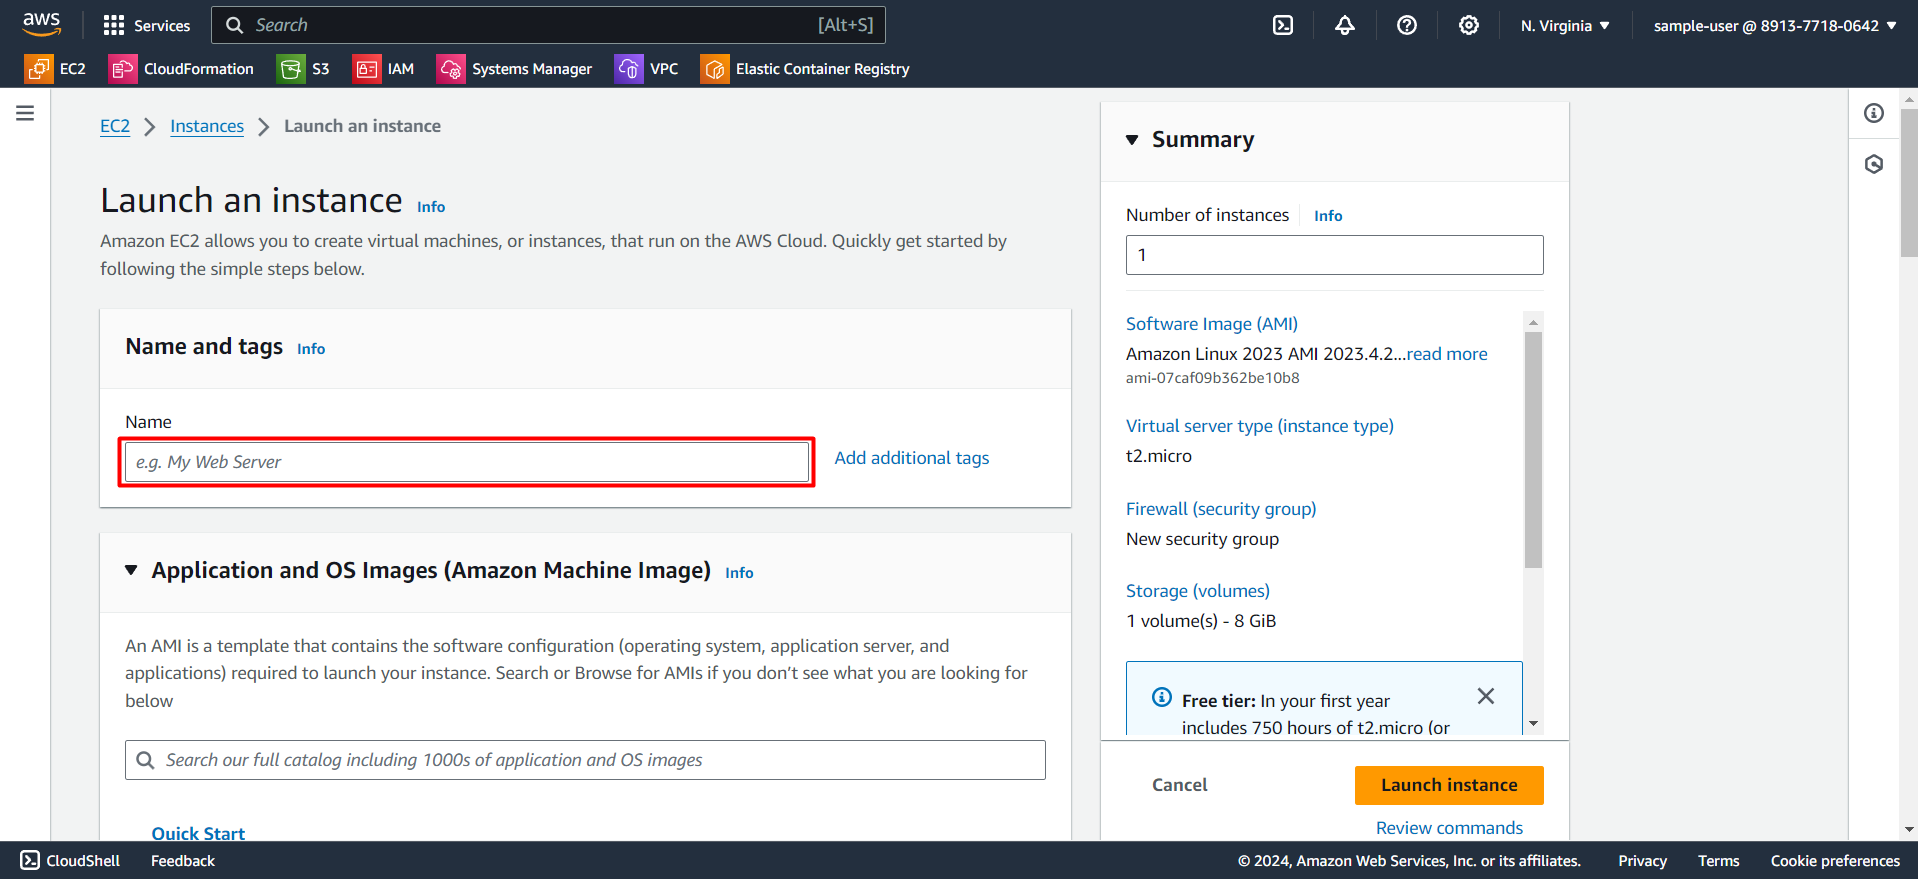 aws
Services
Search
[Alt+S]
N. Virginia
sample-user @ 8913-7718-0642
EC2
CloudFormation
S3
IAM
Systems Manager
VPC
Elastic Container Registry
EC2
Instances
Launch an instance
Launch an instance Info
Amazon EC2 allows you to create virtual machines, or instances, that run on the AWS Cloud. Quickly get started by
following the simple steps below.
Name and tags Info
Name
e.g. My Web Server
Add additional tags
Application and OS Images (Amazon Machine Image) Info
An AMI is a template that contains the software configuration (operating system, application server, and
applications) required to launch your instance. Search or Browse for AMIs if you don’t see what you are looking for
below
Search our full catalog including 1000s of application and OS images
Quick Start
Summary
Number of instances Info
1
Software Image (AMI)
Amazon Linux 2023 AMI 2023.4.2...read more
ami-07caf09b362be10b8
Virtual server type (instance type)
t2.micro
Firewall (security group)
New security group
Storage (volumes)
1 volume(s) - 8 GiB
Free tier: In your first year
includes 750 hours of t2.micro (or
Cancel
Launch instance
Review commands
CloudShell
Feedback
© 2024, Amazon Web Services, Inc. or its affiliates.
Privacy
Terms
Cookie preferences